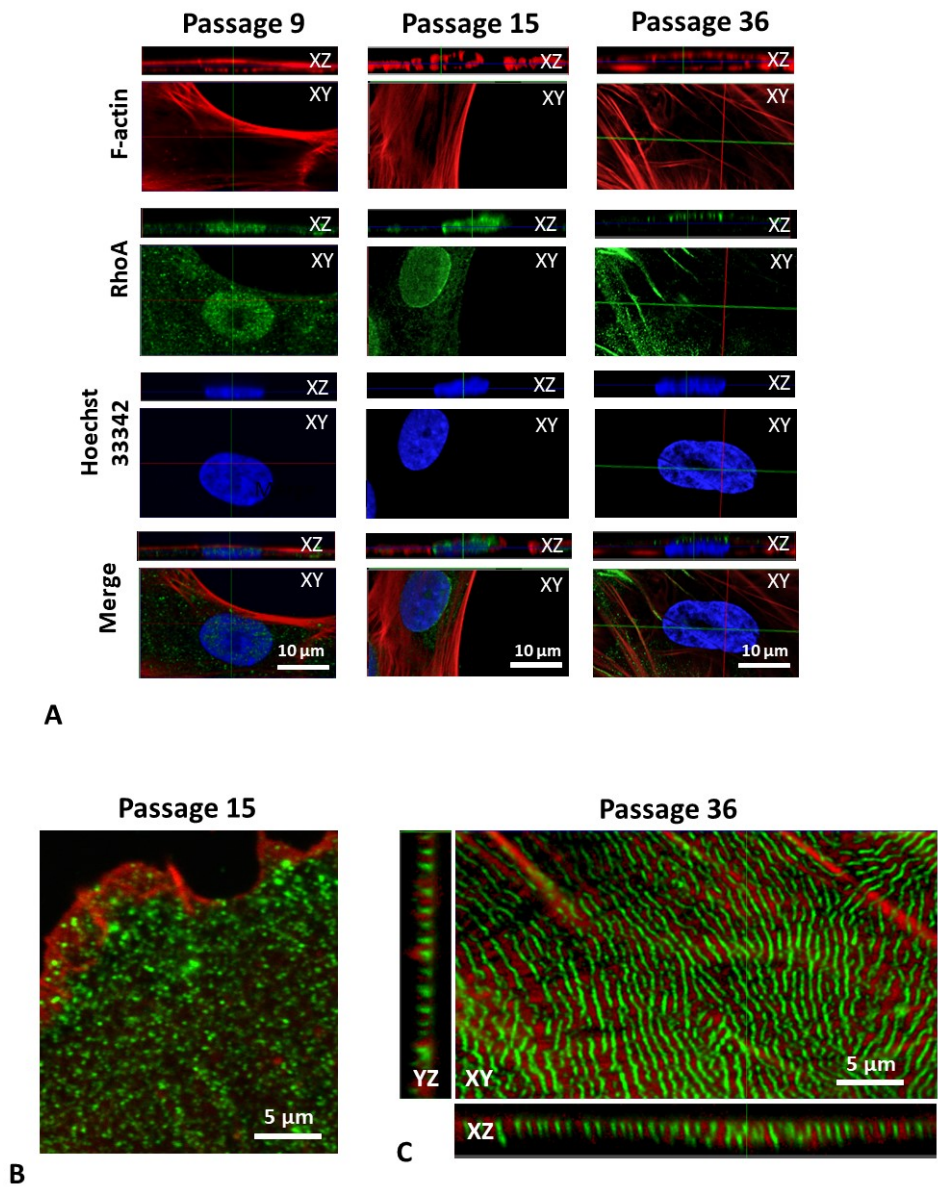 Passage 9 Passage 15 Passage 36
XZ XZ XZ
F-actin
XY XY XY
XZ XZ XZ
RhoA
XY XY XY
XZ XZ XZ
Hoechst
33342
XY XY XY
XZ XZ XZ
Merge
XY XY XY
10 µm 10 µm 10 µm
A
Passage 15 Passage 36
5 µm
B
YZ XY 5 µm
XZ
C